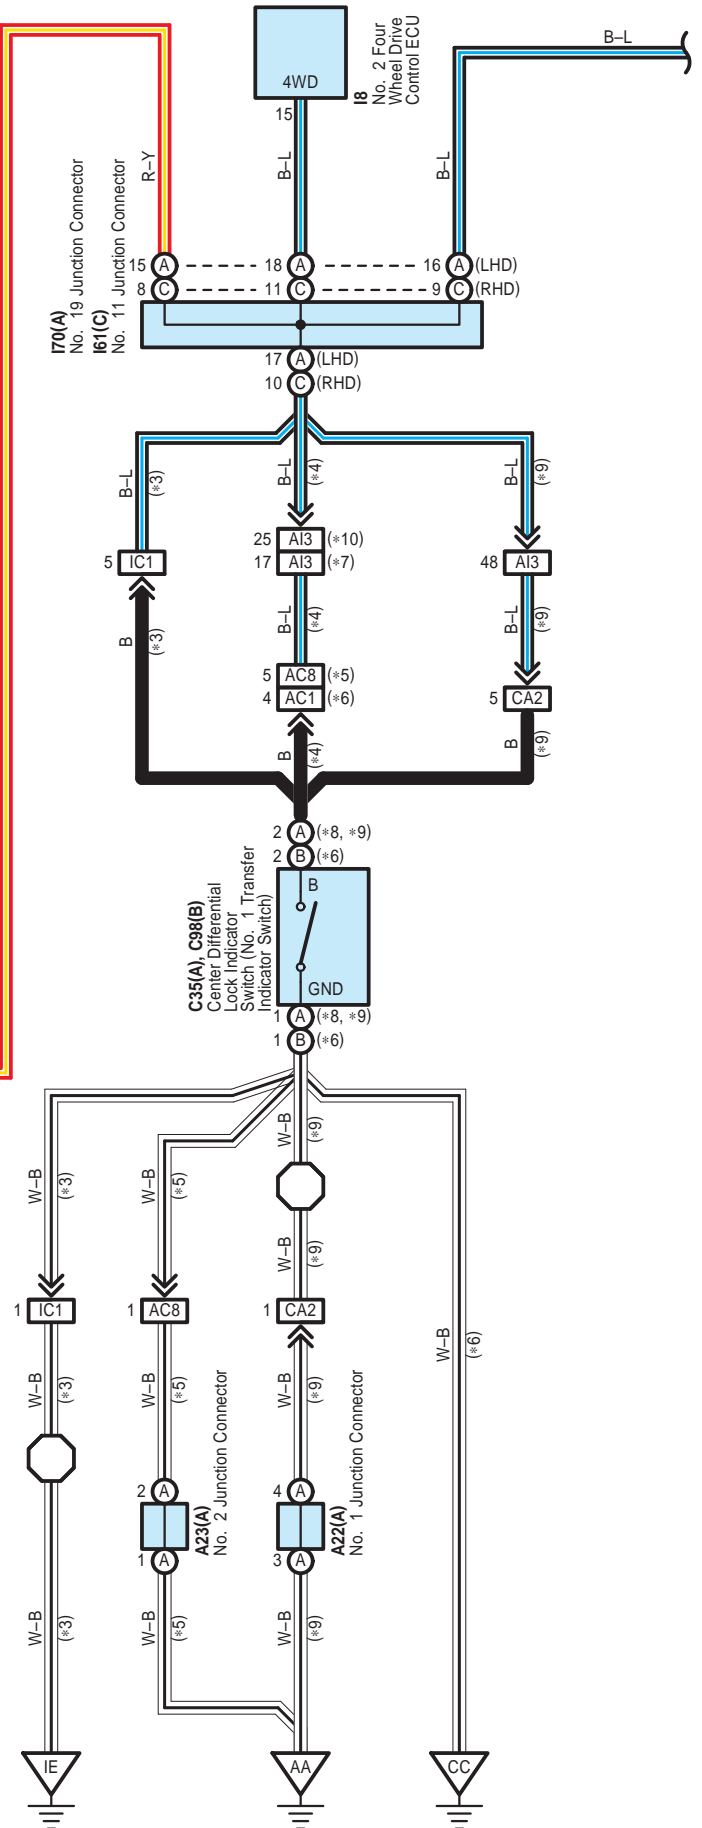 B–L
4WD
I8
No. 2 Four
Wheel Drive
Control ECU
15
R–Y
B–L
B–L
I70(A)
No. 19 Junction Connector
I61(C)
No. 11 Junction Connector
15 A 18 A 16 A (LHD)
8 C 11 C 9 C (RHD)
17 A (LHD)
10 C (RHD)
B–L
(*3)
B–L
(*4)
B–L
(*9)
25 AI3 (*10)
5 IC1 17 AI3 (*7) 48 AI3
B
(*3)
B–L
(*4)
B–L
(*9)
5 AC8 (*5)
4 AC1 (*6) 5 CA2
B
(*4)
B
(*9)
2 A (*8, *9)
2 B (*6)
B
C35(A), C98(B)
Center Differential
Lock Indicator
Switch (No. 1 Transfer
Indicator Switch)
GND
1 A (*8, *9)
1 B (*6)
W–B
(*9)
W–B
(*3)
W–B
(*5)
W–B
(*9)
1 IC1 1 AC8 1 CA2
W–B
(*6)
W–B
(*3)
W–B
(*5)
W–B
(*9)
2 A 4 A
A23(A)
No. 2 Junction Connector
A22(A)
No. 1 Junction Connector
1 A 3 A
W–B
(*3)
W–B
(*5)
W–B
(*9)
IE AA CC